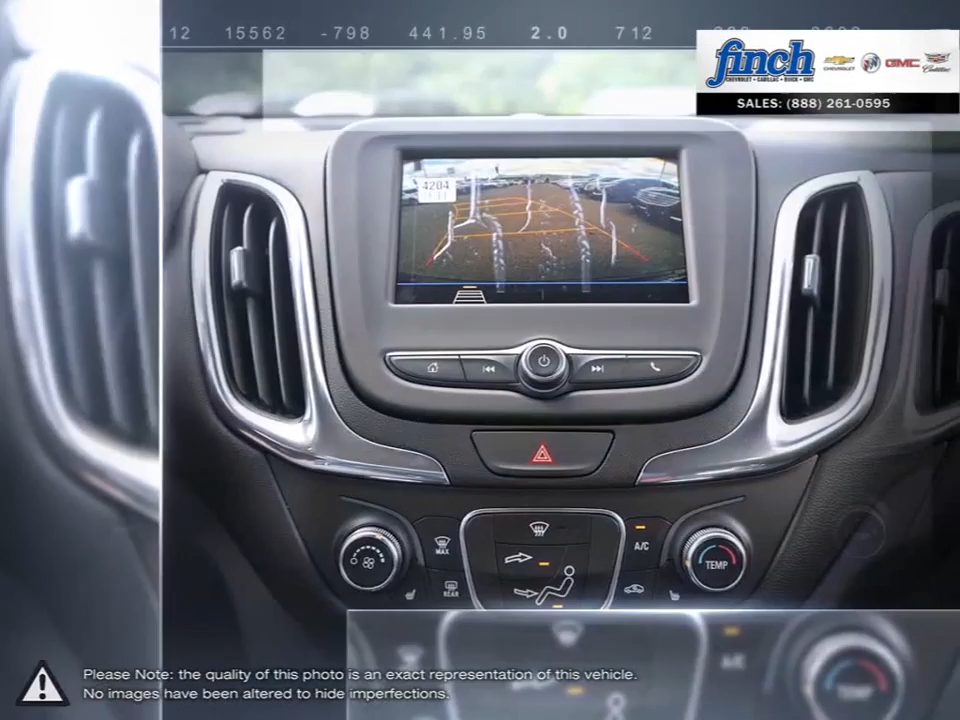 12 15562 -798 441.95 2.0 712
finch
CHEVROLET • CADILLAC • BUICK • GMC
CHEVROLET GMC Cadillac
SALES: (888) 261-0595
4204
MAX
A/C
TEMP
REAR
A/C
TEMP
Please Note: the quality of this photo is an exact representation of this vehicle.
No images have been altered to hide imperfections.